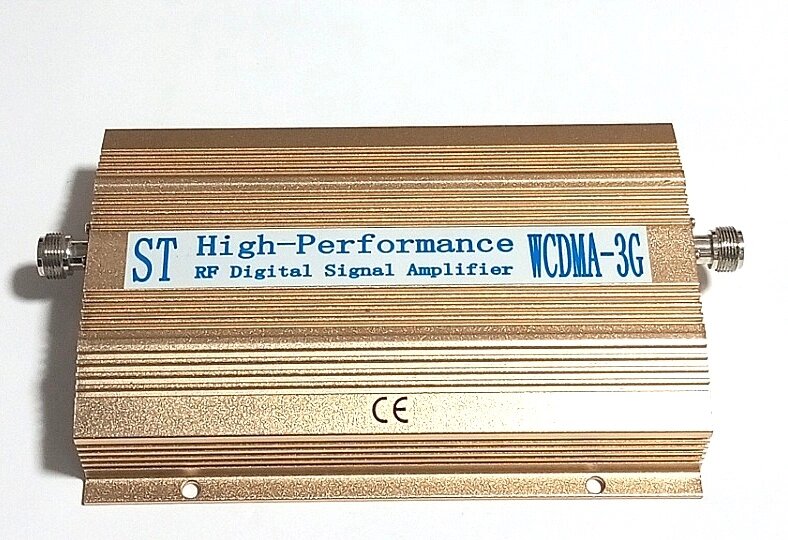 ST High-Performance WCDMA-3G
RF Digital Signal Amplifier
CE